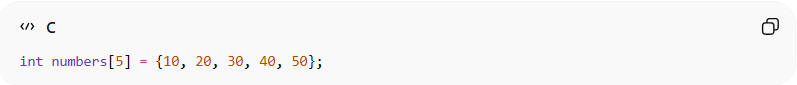 </> C
int numbers[5] = {10, 20, 30, 40, 50};